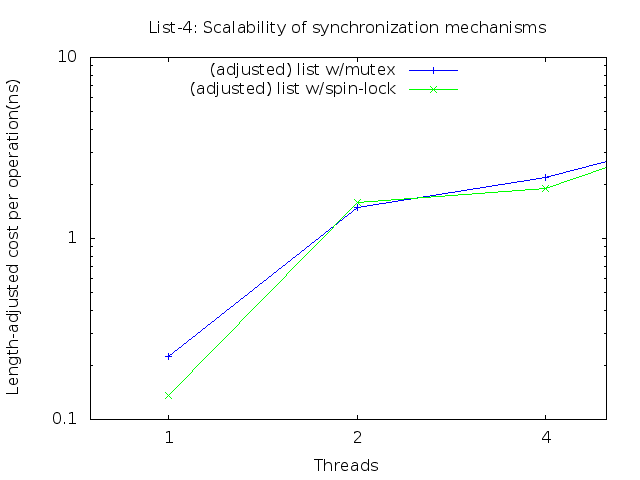 List-4: Scalability of synchronization mechanisms
10
(adjusted) list w/mutex
(adjusted) list w/spin-lock
Length-adjusted cost per operation(ns)
1
0.1
1 2 4
Threads